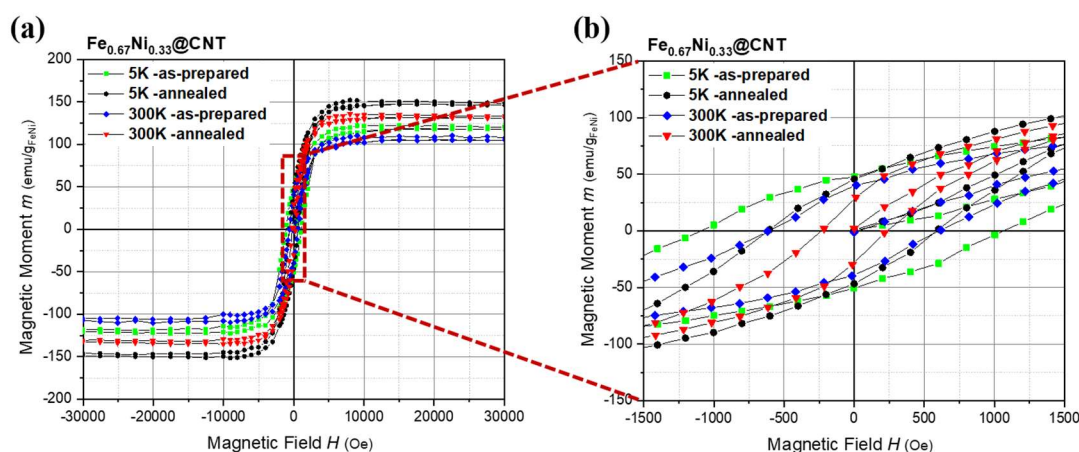 (a)
Fe0.67Ni0.33@CNT
5K -as-prepared
5K -annealed
300K -as-prepared
300K -annealed
Magnetic Moment m (emu/gFeNi)
200
150
100
50
0
-50
-100
-150
-200
-30000 -20000 -10000 0 10000 20000 30000
Magnetic Field H (Oe)
(b)
Fe0.67Ni0.33@CNT
5K -as-prepared
5K -annealed
300K -as-prepared
300K -annealed
Magnetic Moment m (emu/gFeNi)
150
100
50
0
-50
-100
-150
-1500 -1000 -500 0 500 1000 1500
Magnetic Field H (Oe)